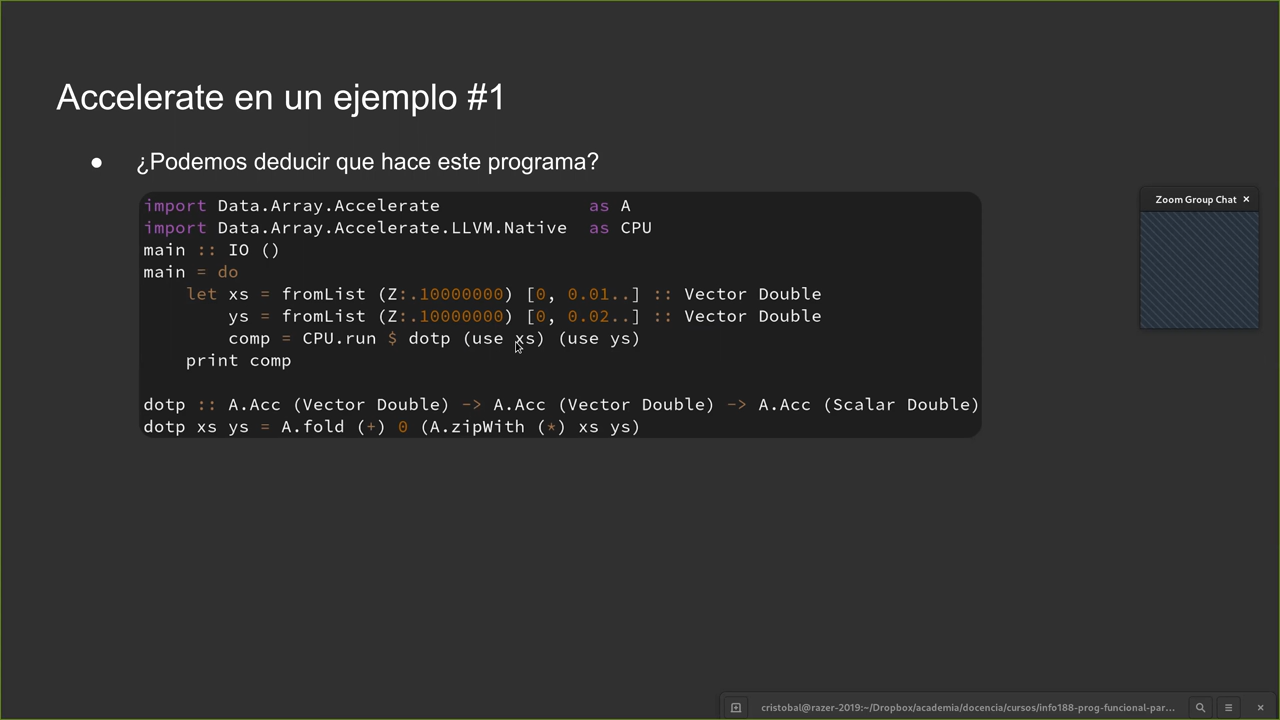 Accelerate en un ejemplo #1
● ¿Podemos deducir que hace este programa?
import Data.Array.Accelerate              as A
import Data.Array.Accelerate.LLVM.Native  as CPU
main :: IO ()
main = do
    let xs = fromList (Z:.10000000) [0, 0.01..] :: Vector Double
        ys = fromList (Z:.10000000) [0, 0.02..] :: Vector Double
        comp = CPU.run $ dotp (use xs) (use ys)
    print comp
dotp :: A.Acc (Vector Double) -> A.Acc (Vector Double) -> A.Acc (Scalar Double)
dotp xs ys = A.fold (+) 0 (A.zipWith (*) xs ys)
Zoom Group Chat ×
cristobal@razer-2019:~/Dropbox/academia/docencia/cursos/info188-prog-funcional-par...